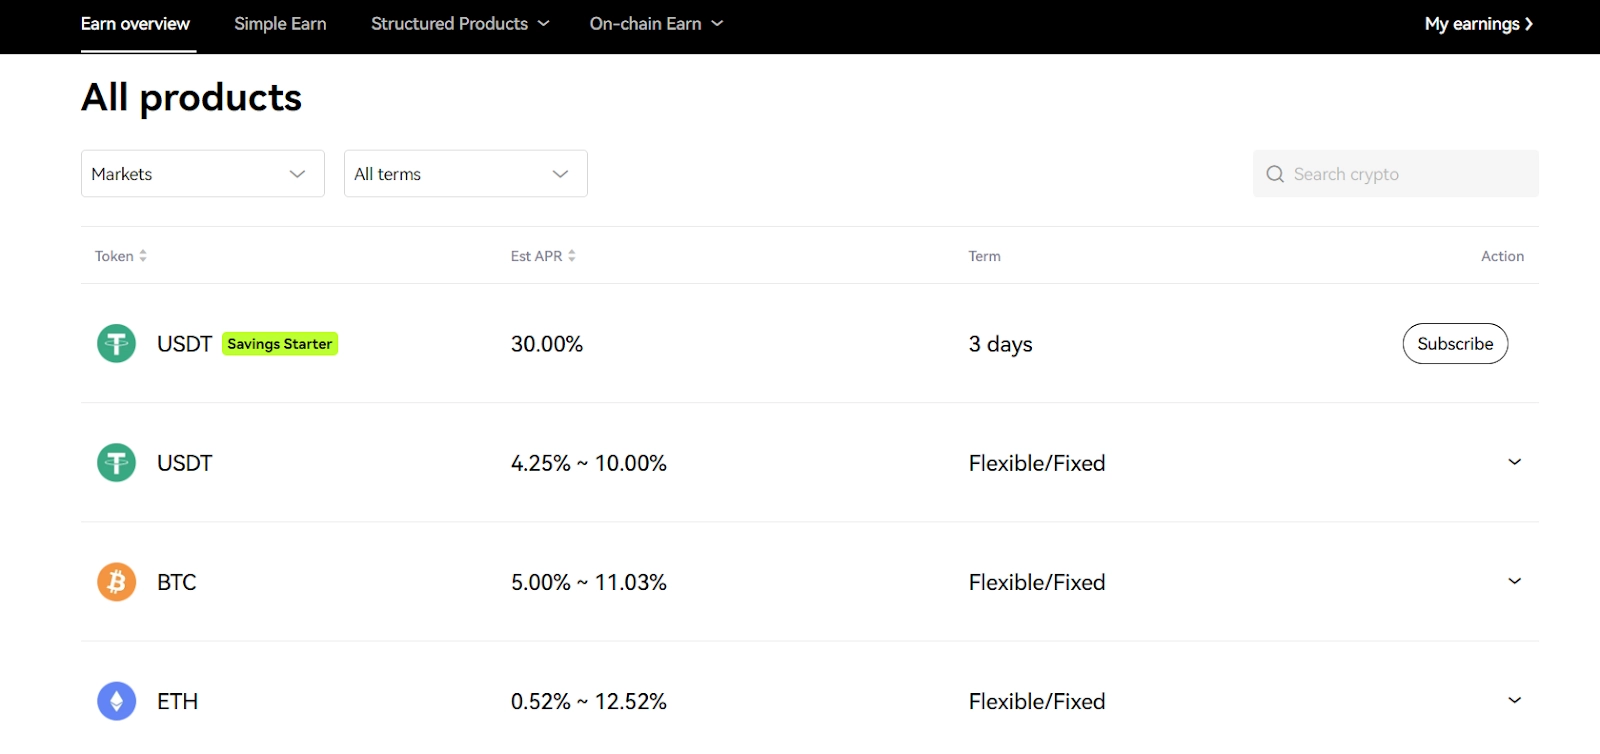 Earn overview Simple Earn Structured Products On-chain Earn My earnings
All products
Markets All terms Search crypto
Token Est APR Term Action
USDT Savings Starter 30.00% 3 days Subscribe
USDT 4.25% ~ 10.00% Flexible/Fixed
BTC 5.00% ~ 11.03% Flexible/Fixed
ETH 0.52% ~ 12.52% Flexible/Fixed